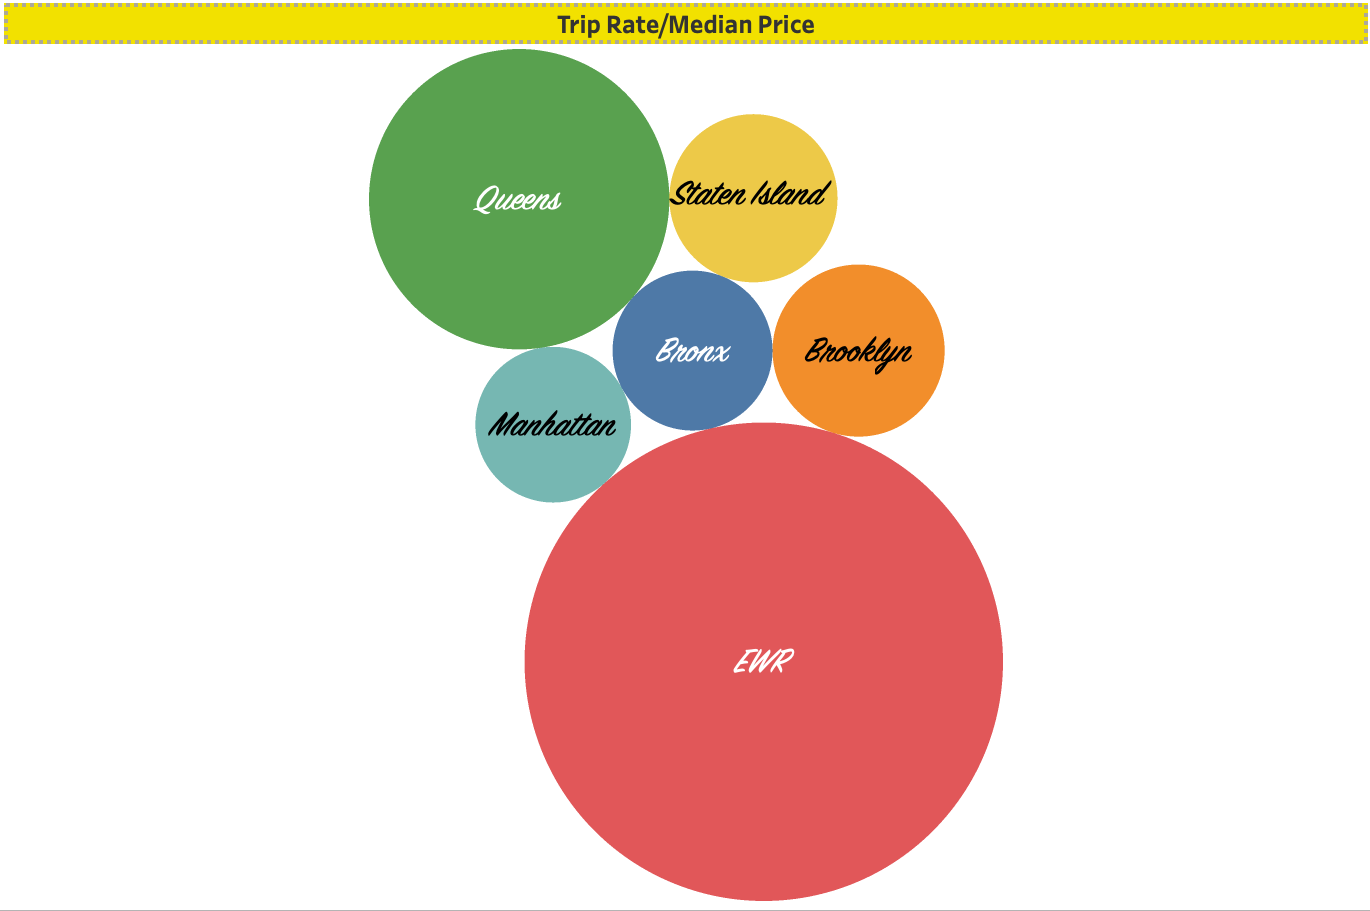 Trip Rate/Median Price
Queens
Staten Island
Bronx
Brooklyn
Manhattan
EWR